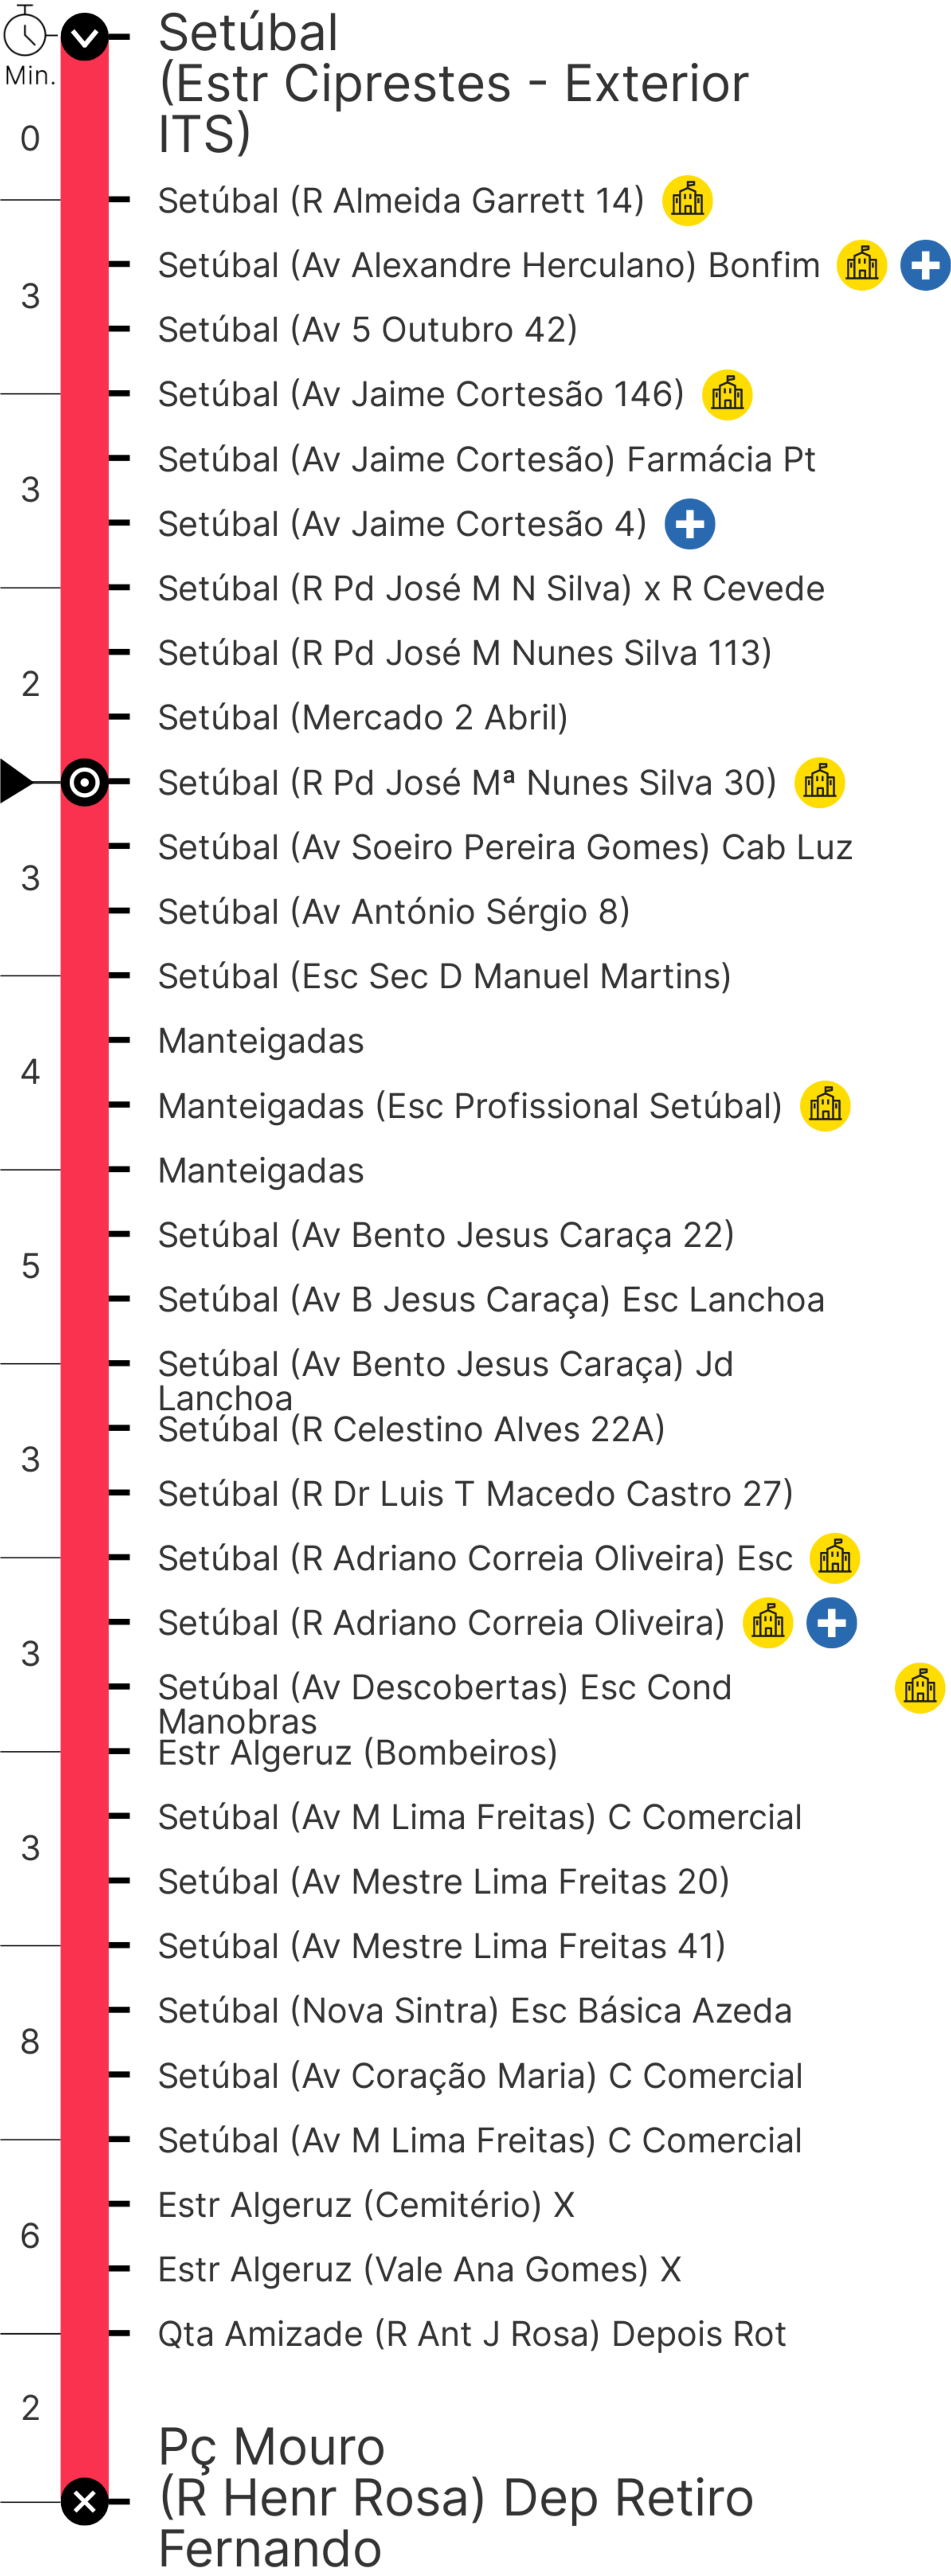 Setúbal
(Estr Ciprestes - Exterior
ITS)
Min.
0
Setúbal (R Almeida Garrett 14)
Setúbal (Av Alexandre Herculano) Bonfim
3
Setúbal (Av 5 Outubro 42)
Setúbal (Av Jaime Cortesão 146)
Setúbal (Av Jaime Cortesão) Farmácia Pt
3
Setúbal (Av Jaime Cortesão 4)
Setúbal (R Pd José M N Silva) x R Cevede
Setúbal (R Pd José M Nunes Silva 113)
2
Setúbal (Mercado 2 Abril)
Setúbal (R Pd José Mª Nunes Silva 30)
Setúbal (Av Soeiro Pereira Gomes) Cab Luz
3
Setúbal (Av António Sérgio 8)
Setúbal (Esc Sec D Manuel Martins)
Manteigadas
4
Manteigadas (Esc Profissional Setúbal)
Manteigadas
Setúbal (Av Bento Jesus Caraça 22)
5
Setúbal (Av B Jesus Caraça) Esc Lanchoa
Setúbal (Av Bento Jesus Caraça) Jd
Lanchoa
Setúbal (R Celestino Alves 22A)
3
Setúbal (R Dr Luis T Macedo Castro 27)
Setúbal (R Adriano Correia Oliveira) Esc
Setúbal (R Adriano Correia Oliveira)
3
Setúbal (Av Descobertas) Esc Cond
Manobras
Estr Algeruz (Bombeiros)
Setúbal (Av M Lima Freitas) C Comercial
3
Setúbal (Av Mestre Lima Freitas 20)
Setúbal (Av Mestre Lima Freitas 41)
Setúbal (Nova Sintra) Esc Básica Azeda
8
Setúbal (Av Coração Maria) C Comercial
Setúbal (Av M Lima Freitas) C Comercial
Estr Algeruz (Cemitério) X
6
Estr Algeruz (Vale Ana Gomes) X
Qta Amizade (R Ant J Rosa) Depois Rot
2
Pç Mouro
(R Henr Rosa) Dep Retiro
Fernando